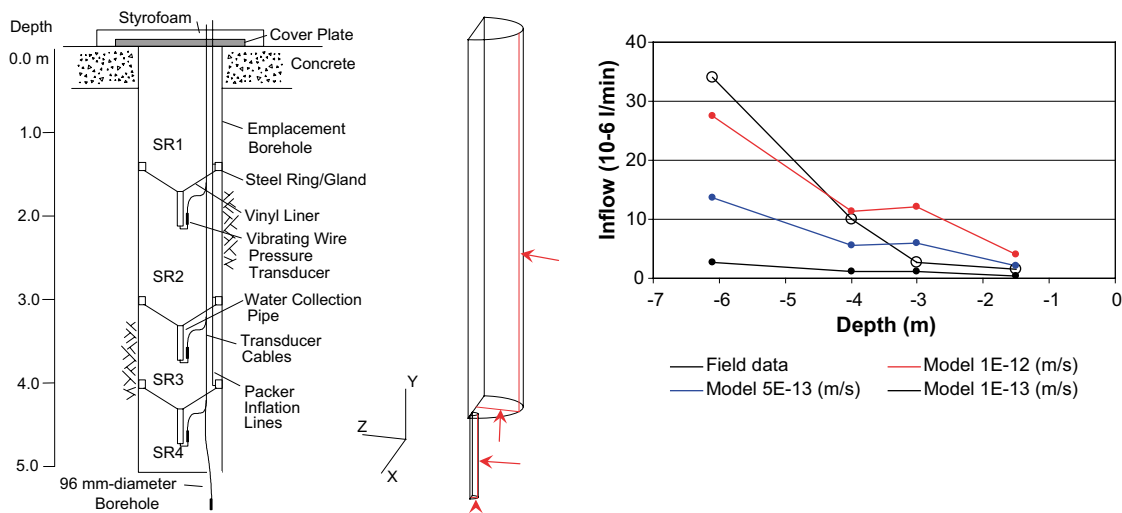 Depth
Styrofoam
Cover Plate
0.0 m
Concrete
1.0
Emplacement
Borehole
SR1
Steel Ring/Gland
2.0
Vinyl Liner
Vibrating Wire
Pressure
Transducer
SR2
3.0
Water Collection
Pipe
Transducer
Cables
SR3
4.0
Packer
Inflation
Lines
SR4
5.0
96 mm-diameter
Borehole
Y
Z
X
Inflow (10-6 l/min)
40
30
20
10
0
-7 -6 -5 -4 -3 -2 -1 0
Depth (m)
Field data
Model 1E-12 (m/s)
Model 5E-13 (m/s)
Model 1E-13 (m/s)